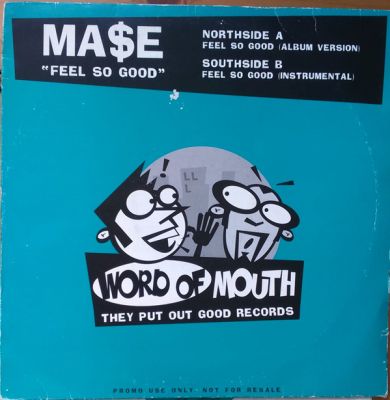 MA$E
"FEEL SO GOOD"
NORTHSIDE A
FEEL SO GOOD (ALBUM VERSION)
SOUTHSIDE B
FEEL SO GOOD (INSTRUMENTAL)
LL
L
WORD OF MOUTH
THEY PUT OUT GOOD RECORDS
PROMO USE ONLY. NOT FOR RESALE